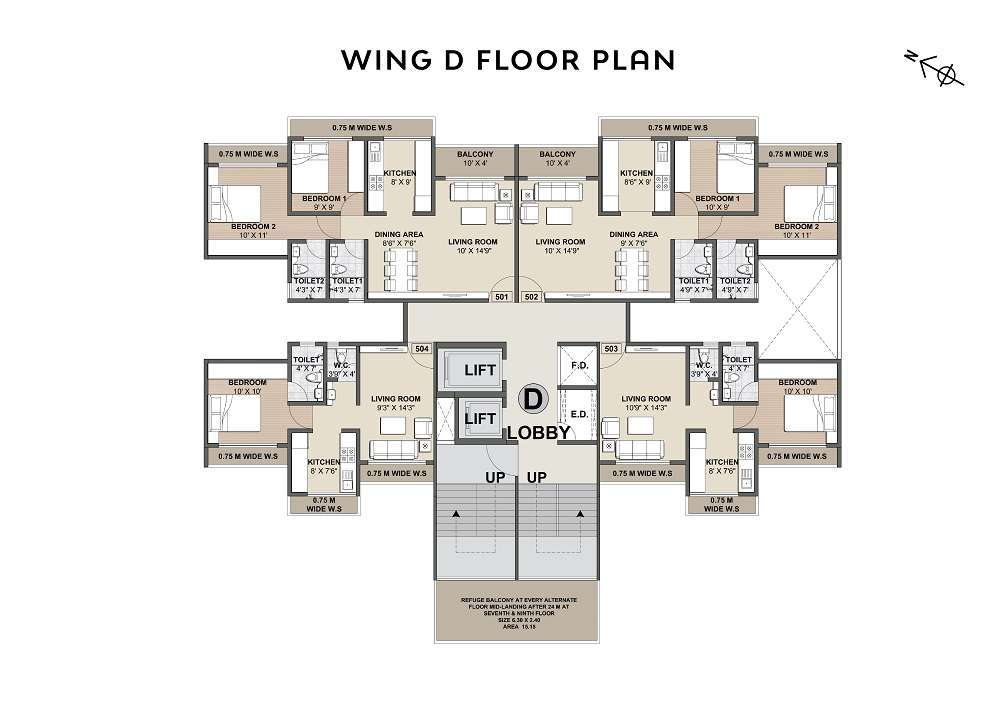 WING D FLOOR PLAN
N
0.75 M WIDE W.S
0.75 M WIDE W.S
0.75 M WIDE W.S
BALCONY
10' X 4'
BALCONY
10' X 4'
0.75 M WIDE W.S
KITCHEN
8' X 9'
KITCHEN
8'6" X 9'
BEDROOM 1
9' X 9'
BEDROOM 1
10' X 9'
BEDROOM 2
10' X 11'
BEDROOM 2
10' X 11'
DINING AREA
8'6" X 7'6"
LIVING ROOM
10' X 14'9"
LIVING ROOM
10' X 14'9"
DINING AREA
9' X 7'6"
TOILET2
4'3" X 7'
TOILET1
4'3" X 7'
TOILET1
4'9" X 7'
TOILET2
4'9" X 7'
501
502
504
503
TOILET
4' X 7'
W.C.
3'9" X 4'
LIFT
F.D.
W.C.
3'9" X 4'
TOILET
4' X 7'
BEDROOM
10' X 10'
LIVING ROOM
9'3" X 14'3"
LIFT
D
LOBBY
E.D.
LIVING ROOM
10'9" X 14'3"
BEDROOM
10' X 10'
0.75 M WIDE W.S
KITCHEN
8' X 7'6"
0.75 M WIDE W.S
UP
UP
0.75 M WIDE W.S
KITCHEN
8' X 7'6"
0.75 M WIDE W.S
0.75 M
WIDE W.S
0.75 M
WIDE W.S
REFUGE BALCONY AT EVERY ALTERNATE
FLOOR MID-LANDING AFTER 24 M AT
SEVENTH & NINTH FLOOR
SIZE 6.30 X 2.40
AREA 15.15